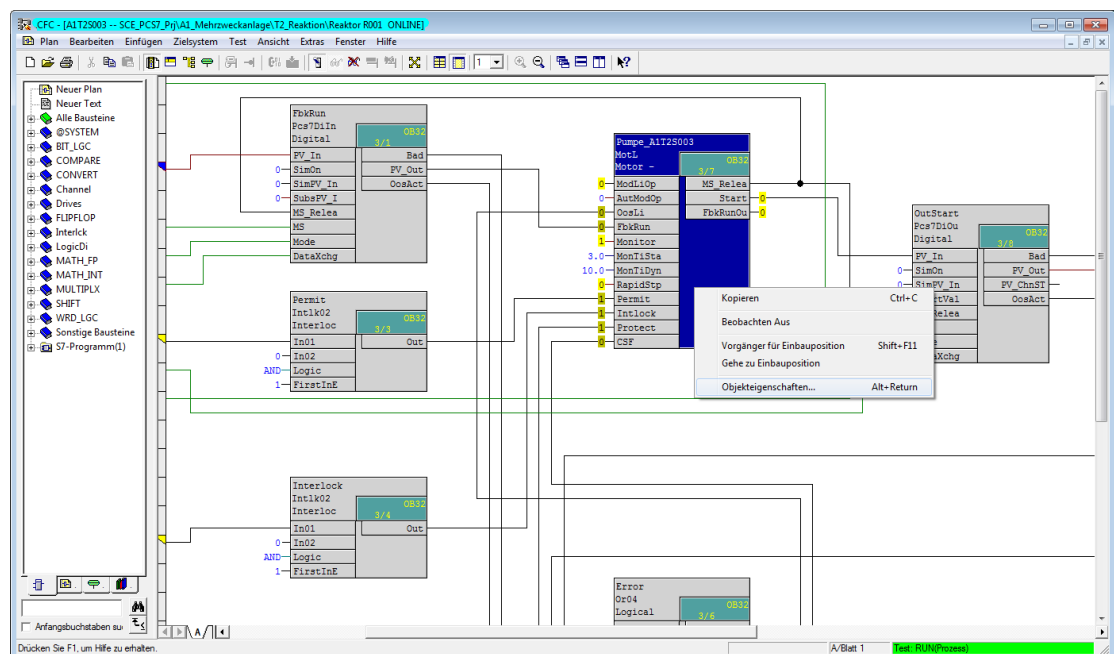 CFC - [A1T2S003 -- SCE_PCS7_Prj\A1_Mehrzweckanlage\T2_Reaktion\Reaktor R001 ONLINE]
Plan Bearbeiten Einfügen Zielsystem Test Ansicht Extras Fenster Hilfe
1
Neuer Plan
Neuer Text
Alle Bausteine
@SYSTEM
BIT_LGC
COMPARE
CONVERT
Channel
Drives
FLIPFLOP
Interlck
LogicDi
MATH_FP
MATH_INT
MULTIPLX
SHIFT
WRD_LGC
Sonstige Bausteine
S7-Programm(1)
Anfangsbuchstaben su
FbkRun
Pcs7DiIn
Digital
OB32
3/1
PV_In Bad
0 SimOn PV_Out
0 SimPV_In OosAct
0 SubsPV_I
MS_Relea
MS
Mode
DataXchg
Permit
Intlk02
Interloc
OB32
3/3
In01 Out
0 In02
AND Logic
1 FirstInE
Interlock
Intlk02
Interloc
OB32
3/4
In01 Out
0 In02
AND Logic
1 FirstInE
Pumpe_A1T2S003
MotL
Motor -
OB32
3/7
0 ModLiOp MS_Relea
0 AutModOp Start 0
0 OosLi FbkRunOu 0
0 FbkRun
1 Monitor
3.0 MonTiSta
10.0 MonTiDyn
0 RapidStp
1 Permit
1 Intlock
1 Protect
0 CSF
Kopieren Ctrl+C
Beobachten Aus
Vorgänger für Einbauposition Shift+F11
Gehe zu Einbauposition
Objekteigenschaften... Alt+Return
OutStart
Pcs7DiOu
Digital
OB32
3/8
PV_In Bad
0 SimOn PV_Out
0 SimPV_In PV_ChnST
rtVal OosAct
Relea
aXchg
Error
Or04
Logical
OB32
3/6
A
Drücken Sie F1, um Hilfe zu erhalten.
A/Blatt 1
Test: RUN(Prozess)